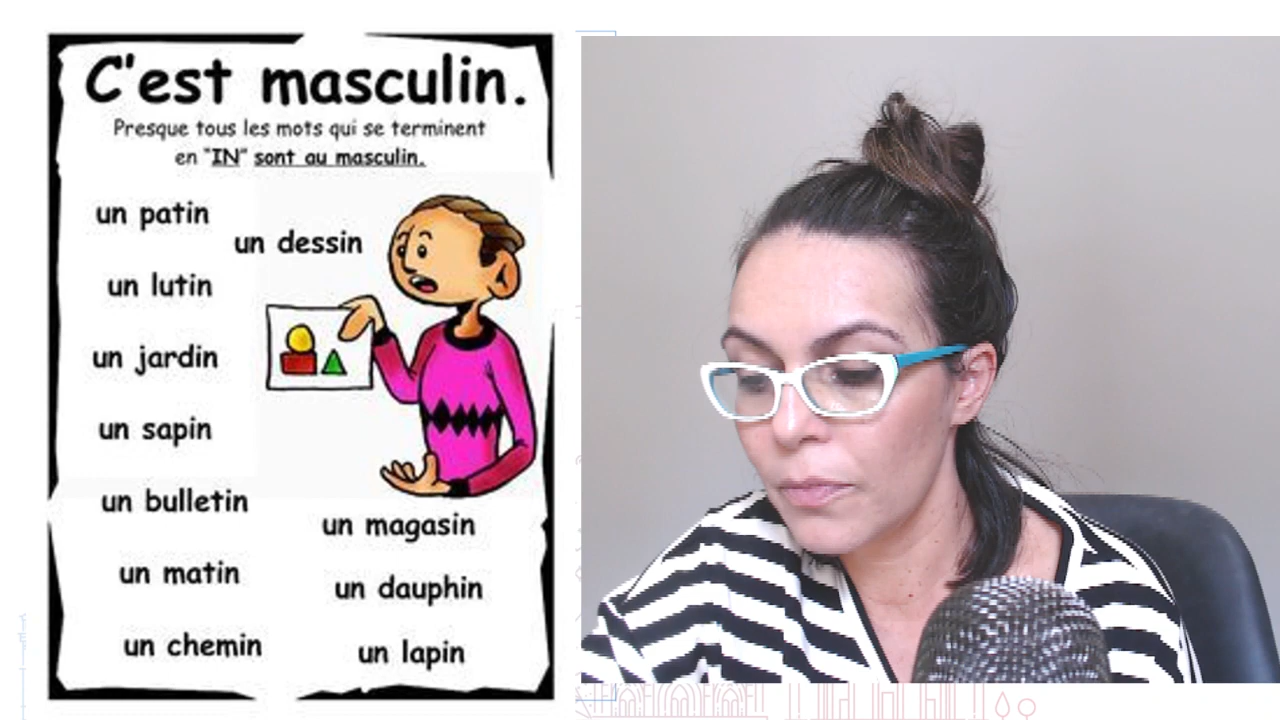 C'est masculin.
Presque tous les mots qui se terminent
en "IN" sont au masculin.
un patin
un dessin
un lutin
un jardin
un sapin
un bulletin
un magasin
un matin
un dauphin
un chemin
un lapin